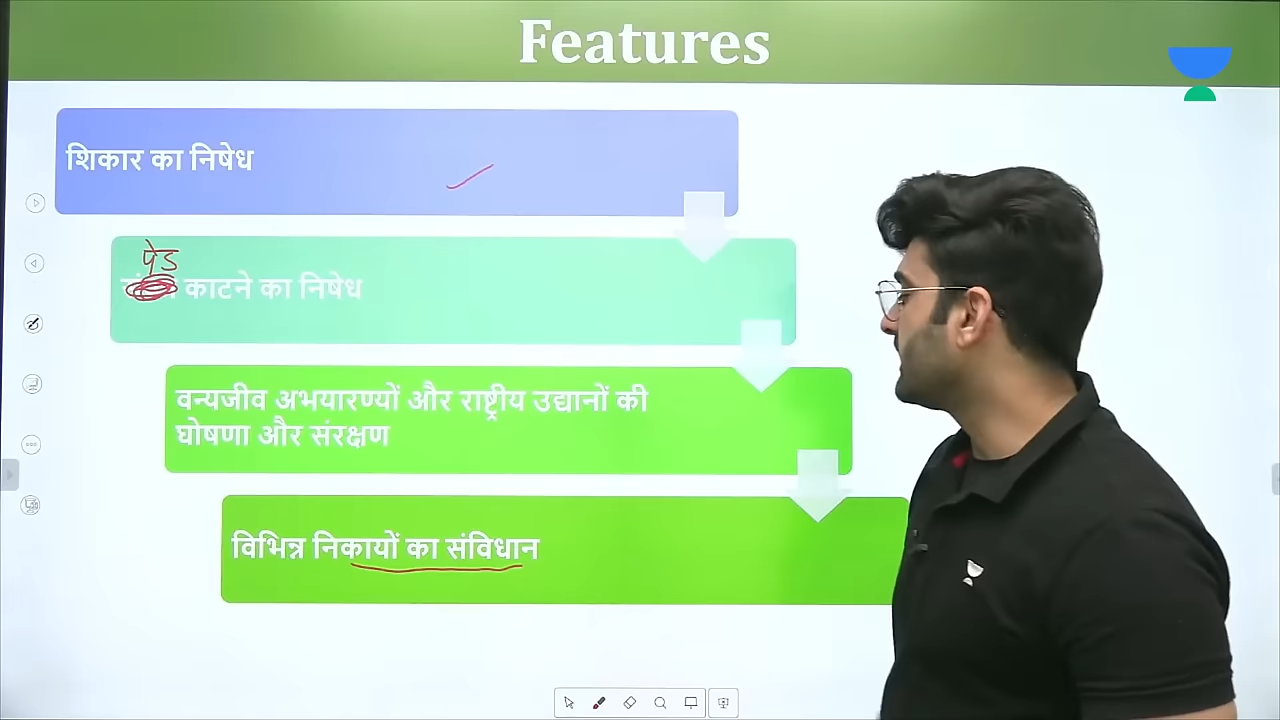 Features
शिकार का निषेध
पेड
काटने का निषेध
वन्यजीव अभयारण्यों और राष्ट्रीय उद्यानों की
घोषणा और संरक्षण
विभिन्न निकायों का संविधान